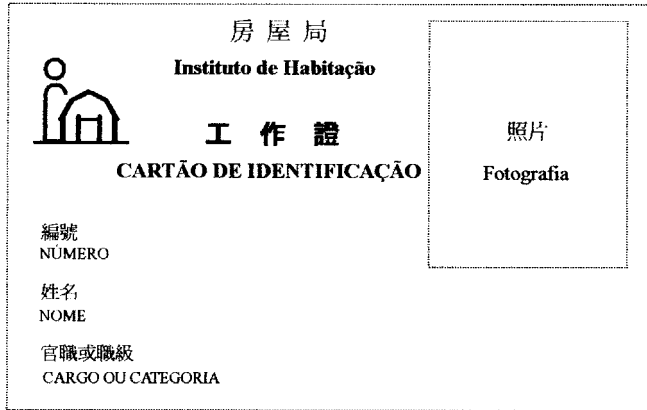 房屋局
Instituto de Habitação
工作證
CARTÃO DE IDENTIFICAÇÃO
照片
Fotografia
編號
NÚMERO
姓名
NOME
官職或職級
CARGO OU CATEGORIA